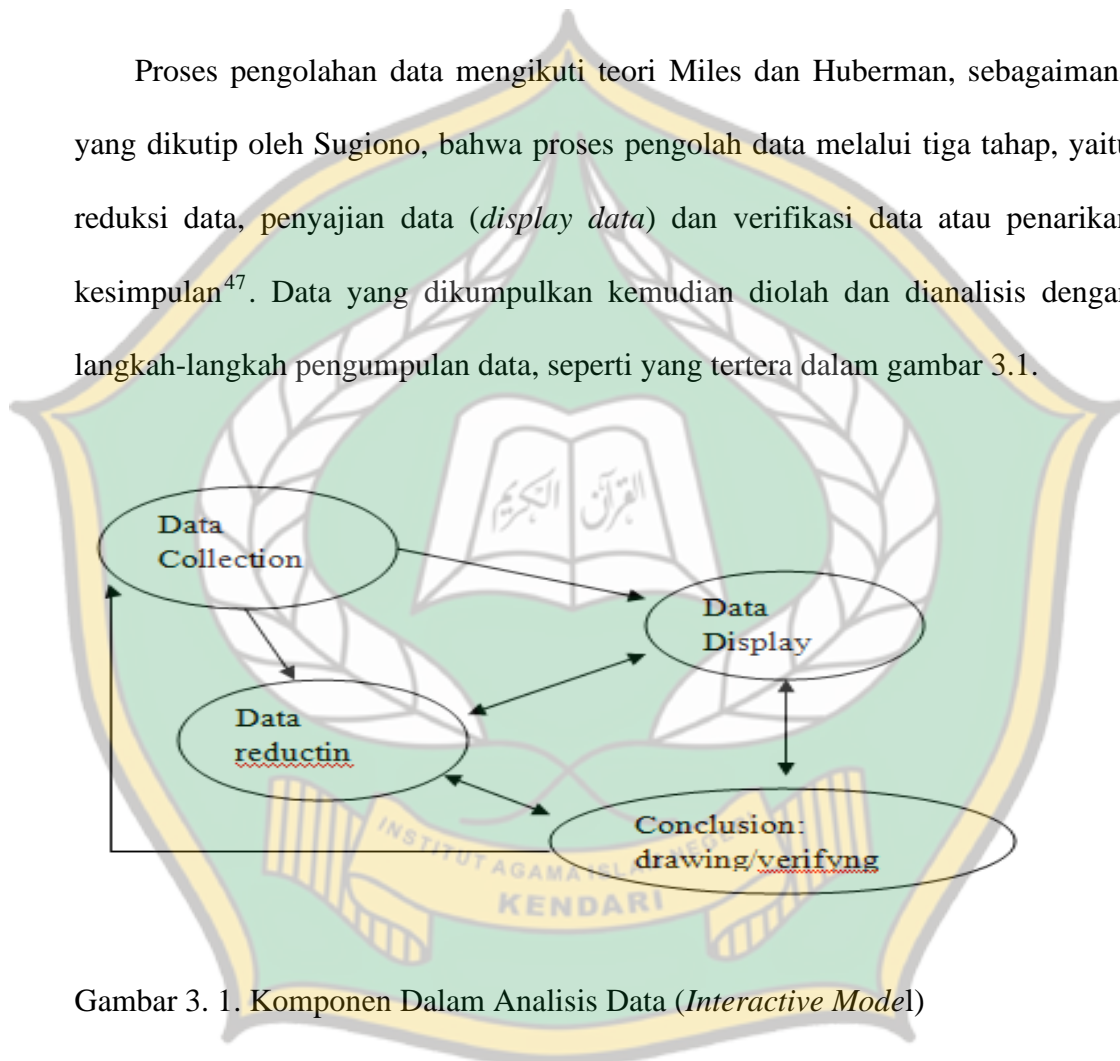 Proses pengolahan data mengikuti teori Miles dan Huberman, sebagaiman
yang dikutip oleh Sugiono, bahwa proses pengolah data melalui tiga tahap, yaitu
reduksi data, penyajian data (display data) dan verifikasi data atau penarikan
kesimpulan47. Data yang dikumpulkan kemudian diolah dan dianalisis dengan
langkah-langkah pengumpulan data, seperti yang tertera dalam gambar 3.1.
القرآن الكريم
Data
Collection
Data
Display
Data
reductin
Conclusion:
drawing/verifyng
INSTITUT AGAMA ISLAM NEGERI
KENDARI
Gambar 3. 1. Komponen Dalam Analisis Data (Interactive Model)